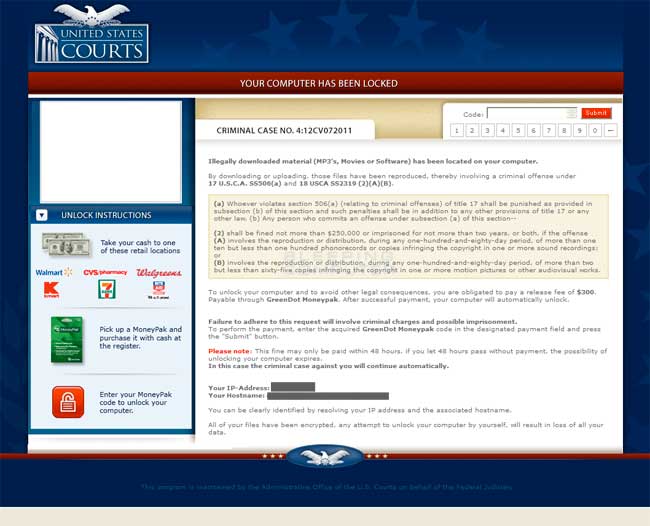 UNITED STATES
COURTS
YOUR COMPUTER HAS BEEN LOCKED
Code:
Submit
CRIMINAL CASE NO. 4:12CV072011
1 2 3 4 5 6 7 8 9 0
Illegally downloaded material (MP3's, Movies or Software) has been located on your computer.
By downloading or uploading, those files have been reproduced, thereby involving a criminal offense under
17 U.S.C.A. SS506(a) and 18 USCA SS2319 (2)(A)(B).
(a) Whoever violates section 506(a) (relating to criminal offenses) of title 17 shall be punished as provided in
subsection (b) of this section and such penalties shall be in addition to any other provisions of title 17 or any
other law. (b) Any person who commits an offense under subsection (a) of this section--
(2) shall be fined not more than $250,000 or imprisoned for not more than two years, or both, if the offense
(A) involves the reproduction or distribution, during any one-hundred-and-eighty-day period, of more than one
ten but less than one hundred phonorecords or copies infringing the copyright in one or more sound recordings;
or
(B) involves the reproduction or distribution, during any one-hundred-and-eighty-day period, of more than two
but less than sixty-five copies infringing the copyright in one or more motion pictures or other audiovisual works.
BLEEPING
To unlock your computer and to avoid other legal consequences, you are obligated to pay a release fee of $300.
Payable through GreenDot Moneypak. After successful payment, your computer will automatically unlock.
Failure to adhere to this request will involve criminal charges and possible imprisonment.
To perform the payment, enter the acquired GreenDot Moneypak code in the designated payment field and press
the "Submit" button.
Please note: This fine may only be paid within 48 hours, if you let 48 hours pass without payment, the possibility of
unlocking your computer expires.
In this case the criminal case against you will continue automatically.
Your IP-Address:
Your Hostname:
You can be clearly identified by resolving your IP address and the associated hostname.
All of your files have been encrypted, any attempt to unlock your computer by yourself, will result in loss of all your
data.
UNLOCK INSTRUCTIONS
Take your cash to one
of these retail locations
Walmart CVS/pharmacy Walgreens
kmart 7 ELEVEN RITE AID
Pick up a MoneyPak and
purchase it with cash at
the register.
MoneyPak
Enter your MoneyPak
code to unlock your
computer.
This program is maintained by the Administrative Office of the U.S. Courts on behalf of the Federal Judiciary.